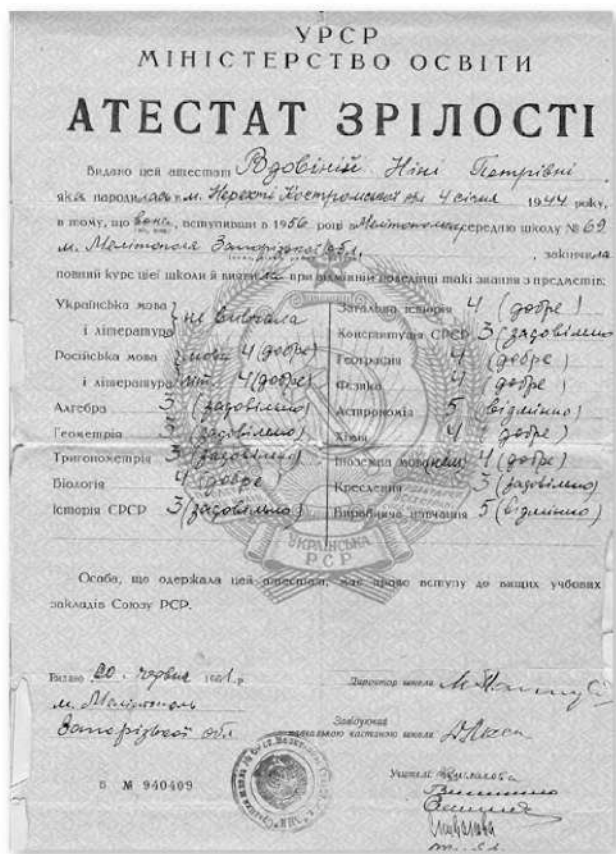 УРСР
МІНІСТЕРСТВО ОСВІТИ
АТЕСТАТ ЗРІЛОСТІ
Видано цей атестат Вдовіній Ніні Петрівні
яка народилась в м. Нерехті Костромської 4 січня 1944 року,
в тому, що вона, вступивши в 1956 році в середню школу № 69
м. Мелітополя Запорізької обл, закінчила
повний курс цієї школи й виявила при відмінній поведінці такі знання з предметів:
Українська мова
і література не вивчала
Російська мова мова 4 (добре)
і література літ. 4 (добре)
Алгебра 3 (задовільно)
Геометрія 3 (задовільно)
Тригонометрія 3 (задовільно)
Біологія 4 (добре)
Історія СРСР 3 (задовільно)
Загальна історія 4 (добре)
Конституція СРСР 3 (задовільно)
Географія 4 (добре)
Фізика 4 (добре)
Астрономія 5 (відмінно)
Хімія 4 (добре)
Іноземна мова нім 4 (добре)
Креслення 3 (задовільно)
Виробниче навчання 5 (відмінно)
УКРАЇНСЬКА
РСР
Особа, що одержала цей атестат, має право вступу до вищих учбових
закладів Союзу РСР.
Видано 20 червня 1961 р.
м. Мелітополь
Запорізької обл
№ 940409
Директор школи
Завідуюча
навчальною частиною школи
Учителі